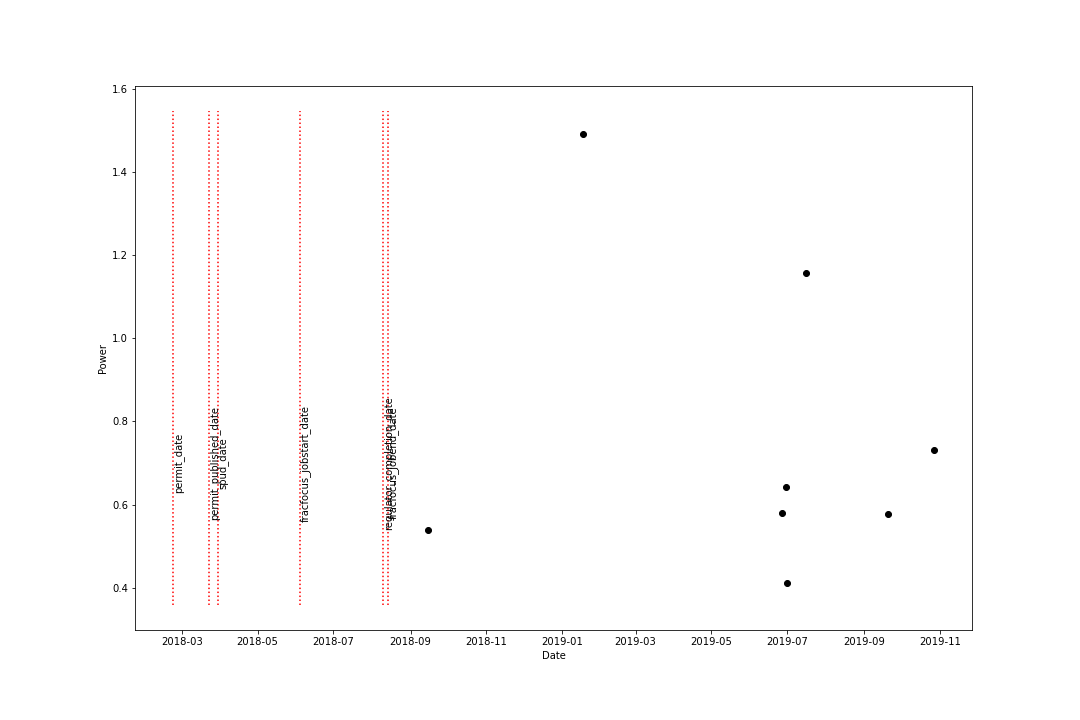 1.6
1.4
1.2
1.0
0.8
0.6
0.4
Power
permit_date
permit_published_date
spud_date
fracfocus_jobstart_date
regulator_completion_date
fracfocus_jobend_date
2018-03 2018-05 2018-07 2018-09 2018-11 2019-01 2019-03 2019-05 2019-07 2019-09 2019-11
Date